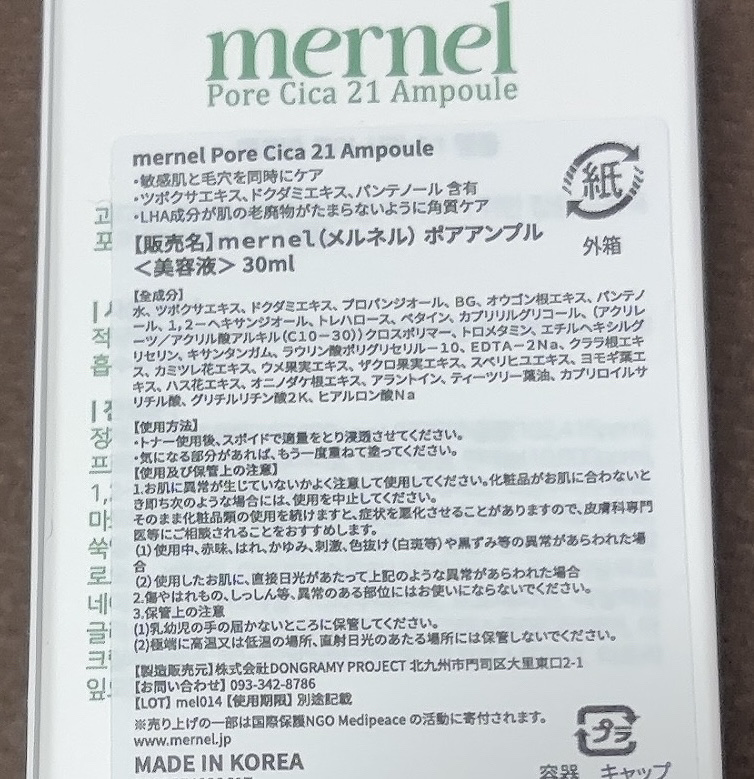 mernel
Pore Cica 21 Ampoule
mernel Pore Cica 21 Ampoule
・敏感肌と毛穴を同時にケア
・ツボクサエキス、ドクダミエキス、パンテノール 含有
・LHA成分が肌の老廃物がたまらないように角質ケア
紙
外箱
【販売名】mernel(メルネル) ポアアンプル
＜美容液＞ 30ml
【全成分】
水、ツボクサエキス、ドクダミエキス、プロパンジオール、BG、オウゴン根エキス、パンテノ
ール、1,2-ヘキサンジオール、トレハロース、ベタイン、カプリリルグリコール、(アクリレ
ーツ/アクリル酸アルキル(C10-30))クロスポリマー、トロメタミン、エチルヘキシルグ
リセリン、キサンタンガム、ラウリン酸ポリグリセリル-10、EDTA-2Na、クララ根エキ
ス、カミツレ花エキス、ウメ果実エキス、ザクロ果実エキス、スベリヒユエキス、ヨモギ葉エ
キス、ハス花エキス、オニノダケ根エキス、アラントイン、ティーツリー葉油、カプリロイルサ
リチル酸、グリチルリチン酸2K、ヒアルロン酸Na
【使用方法】
・トナー使用後、スポイドで適量をとり浸透させてください。
・気になる部分があれば、もう一度重ねて塗ってください。
【使用及び保管上の注意】
1.お肌に異常が生じていないかよく注意して使用してください。化粧品がお肌に合わないと
き即ち次のような場合には、使用を中止してください。
そのまま化粧品類の使用を続けますと、症状を悪化させることがありますので、皮膚科専門
医等にご相談されることをおすすめします。
(1)使用中、赤味、はれ、かゆみ、刺激、色抜け(白斑等)や黒ずみ等の異常があらわれた場
合
(2)使用したお肌に、直接日光があたって上記のような異常があらわれた場合
2.傷やはれもの、しっしん等、異常のある部位にはお使いにならないでください。
3.保管上の注意
(1)乳幼児の手の届かないところに保管してください。
(2)極端に高温又は低温の場所、直射日光のあたる場所には保管しないでください。
【製造販売元】株式会社DONGRAMY PROJECT 北九州市門司区大里東口2-1
【お問い合わせ】093-342-8786
【LOT】mel014【使用期限】別途記載
※売り上げの一部は国際保護NGO Medipeace の活動に寄付されます。
www.mernel.jp
MADE IN KOREA
プラ
容器 キャップ
포
적
흡
정
프
1,
마
쑥
로
네
글
크
잎